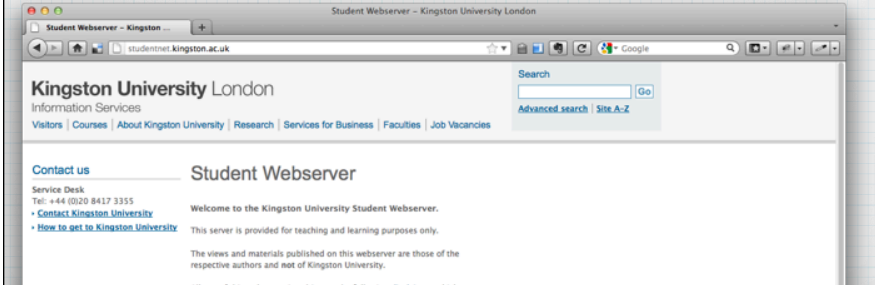 Student Webserver – Kingston University London
Student Webserver – Kingston ...
studentnet.kingston.ac.uk
Google
Kingston University London
Information Services
Visitors | Courses | About Kingston University | Research | Services for Business | Faculties | Job Vacancies
Search
Go
Advanced search | Site A-Z
Contact us
Service Desk
Tel: +44 (0)20 8417 3355
Contact Kingston University
How to get to Kingston University
Student Webserver
Welcome to the Kingston University Student Webserver.
This server is provided for teaching and learning purposes only.
The views and materials published on this webserver are those of the
respective authors and not of Kingston University.